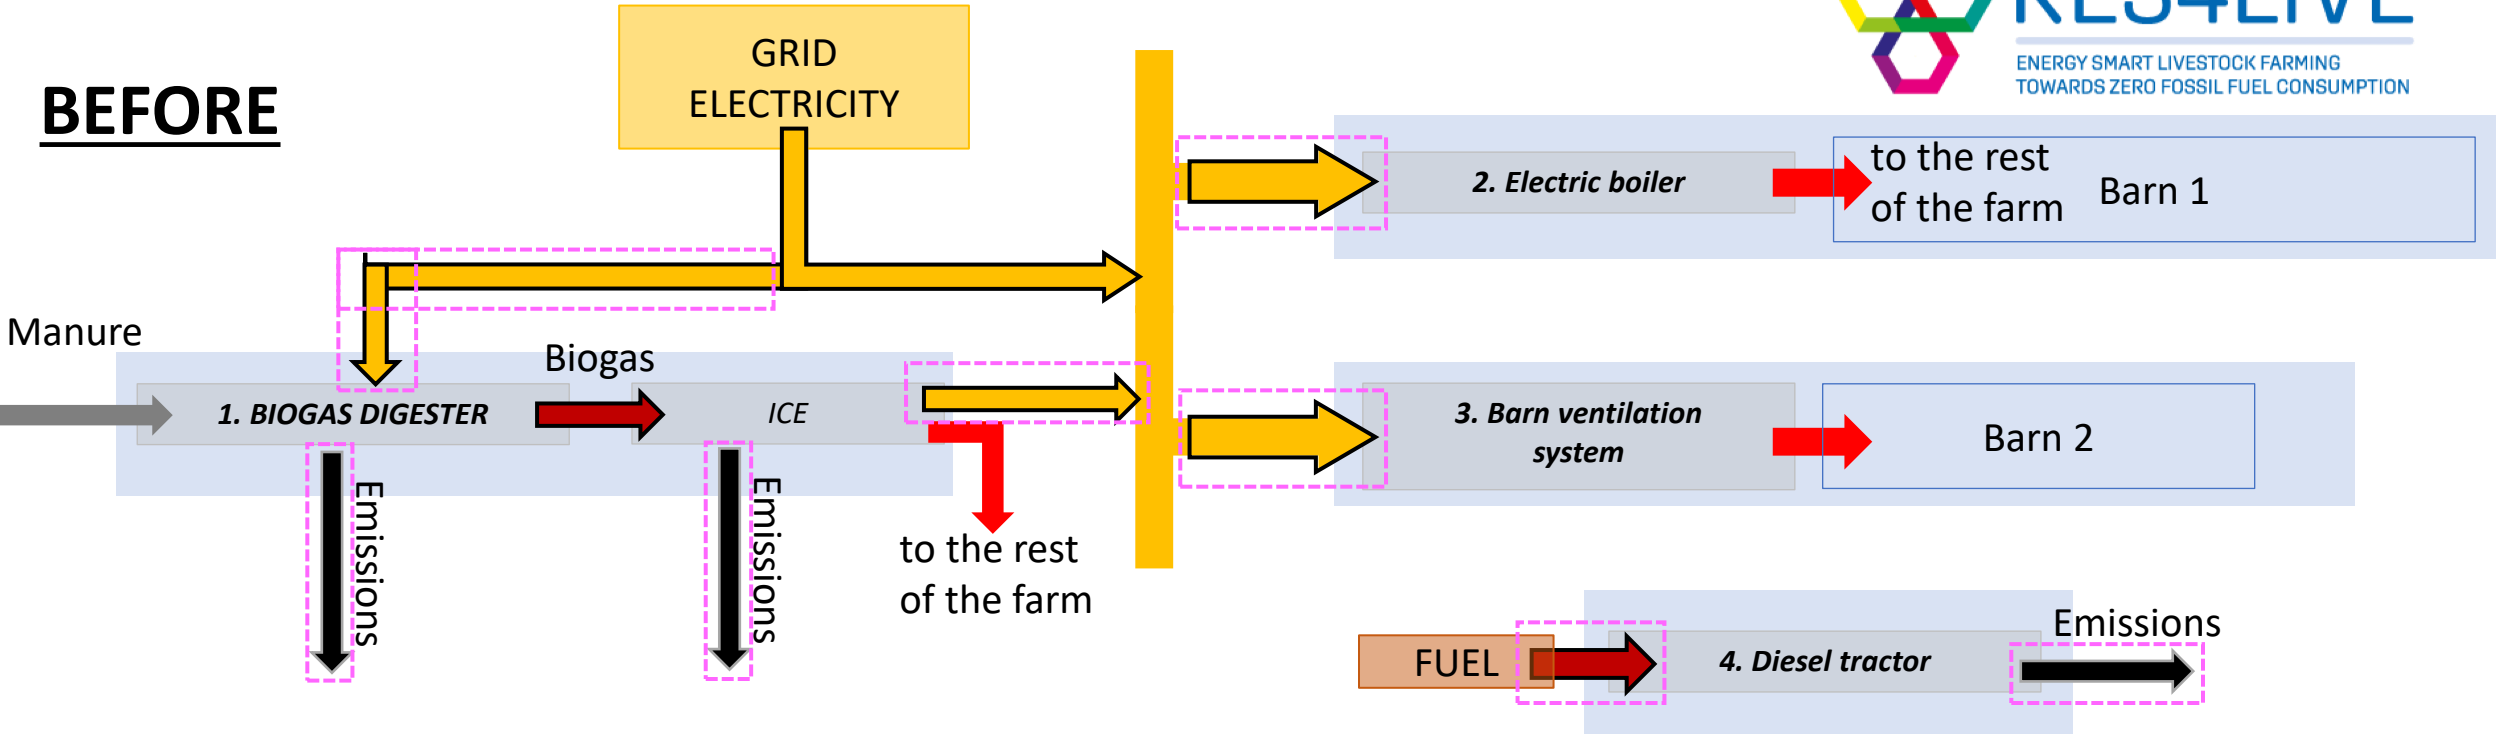 RES4LIVE
ENERGY SMART LIVESTOCK FARMING
TOWARDS ZERO FOSSIL FUEL CONSUMPTION
BEFORE
GRID
ELECTRICITY
2. Electric boiler
to the rest
of the farm
Barn 1
Manure
Biogas
1. BIOGAS DIGESTER
ICE
3. Barn ventilation
system
Barn 2
Emissions
Emissions
to the rest
of the farm
FUEL
4. Diesel tractor
Emissions